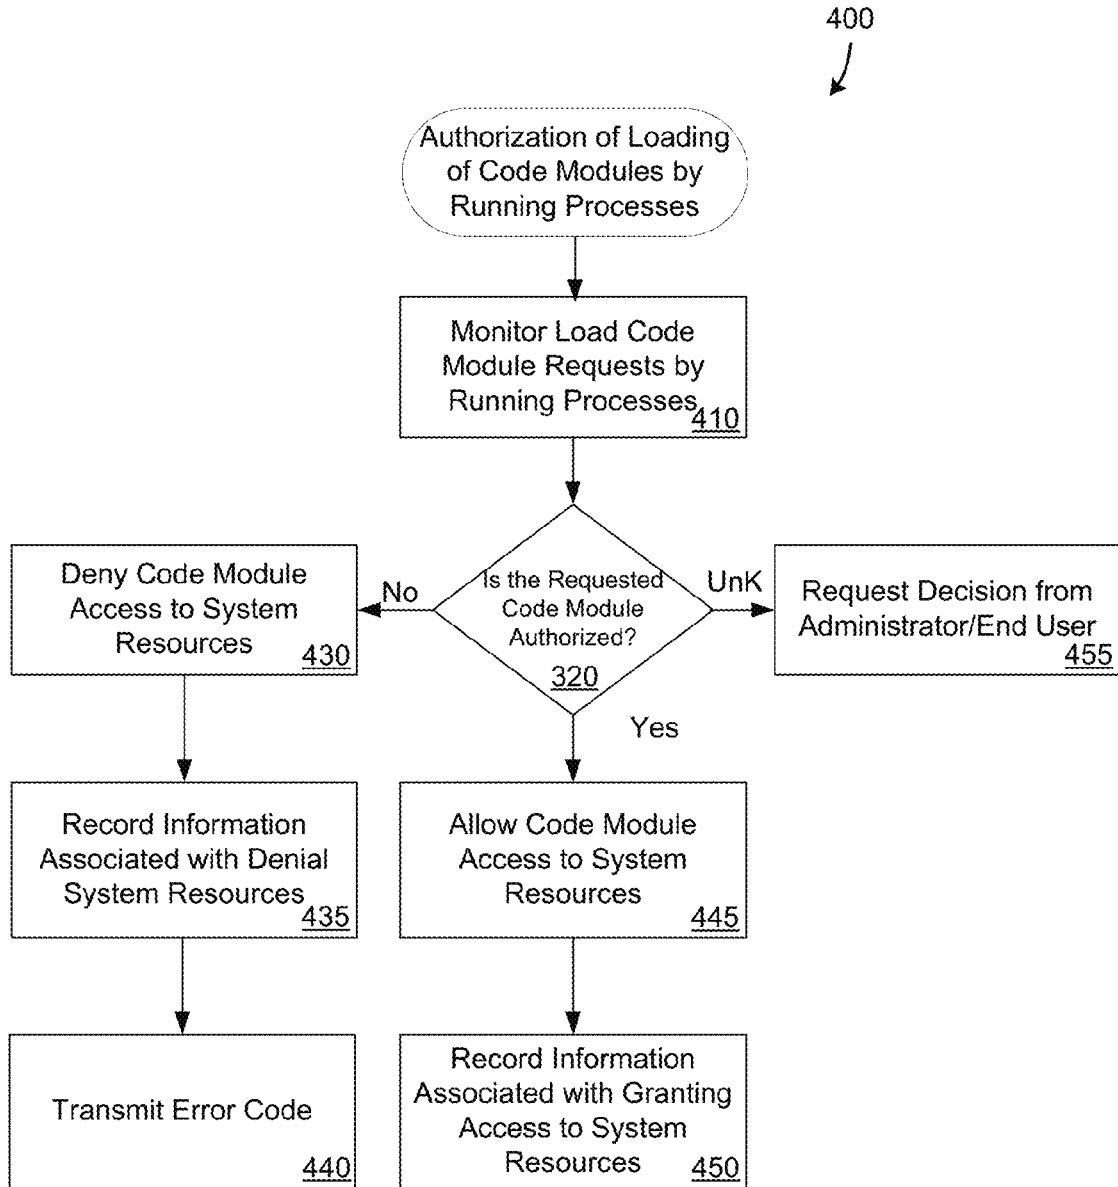 400
Authorization of Loading
of Code Modules by
Running Processes
Monitor Load Code
Module Requests by
Running Processes
410
Is the Requested
Code Module
Authorized?
320
No
UnK
Yes
Deny Code Module
Access to System
Resources
430
Request Decision from
Administrator/End User
455
Record Information
Associated with Denial
System Resources
435
Allow Code Module
Access to System
Resources
445
Transmit Error Code
440
Record Information
Associated with Granting
Access to System
Resources
450